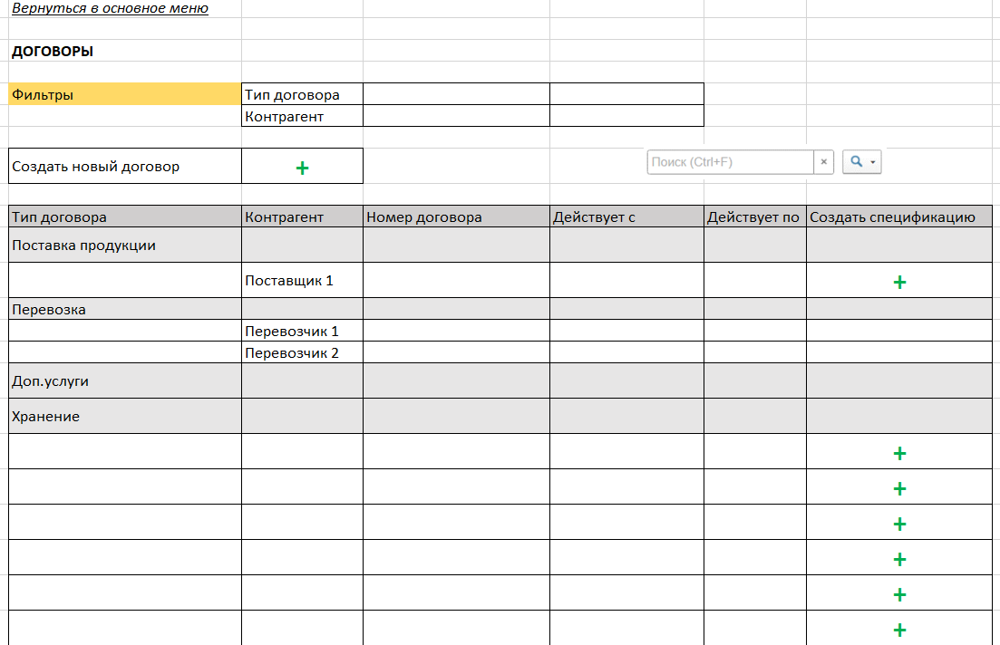 Вернуться в основное меню
ДОГОВОРЫ
Фильтры Тип договора
Контрагент
Создать новый договор +
Поиск (Ctrl+F) ×
Тип договора Контрагент Номер договора Действует с Действует по Создать спецификацию
Поставка продукции
Поставщик 1 +
Перевозка
Перевозчик 1
Перевозчик 2
Доп.услуги
Хранение
+
+
+
+
+
+